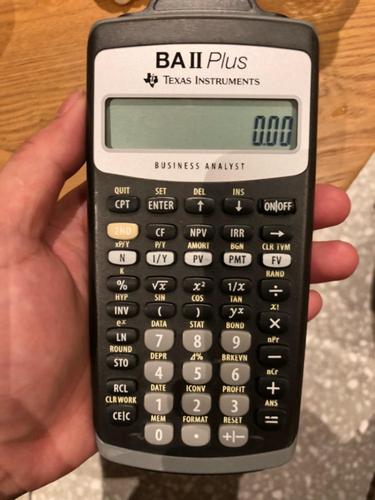 BA II Plus
TEXAS INSTRUMENTS
0.00
BUSINESS ANALYST
QUIT SET DEL INS
CPT ENTER ↑ ↓ ON|OFF
2ND CF NPV IRR →
xP/Y P/Y AMORT BGN CLR TVM
N I/Y PV PMT FV
K RAND
% √x x² 1/x ÷
HYP SIN COS TAN x!
INV ( ) yˣ ×
eˣ DATA STAT BOND nPr
LN 7 8 9 −
ROUND DEPR Δ% BRKEVN nCr
STO 4 5 6 +
DATE ICONV PROFIT ANS
RCL 1 2 3 =
CLR WORK MEM FORMAT RESET
CE|C 0 . +|−